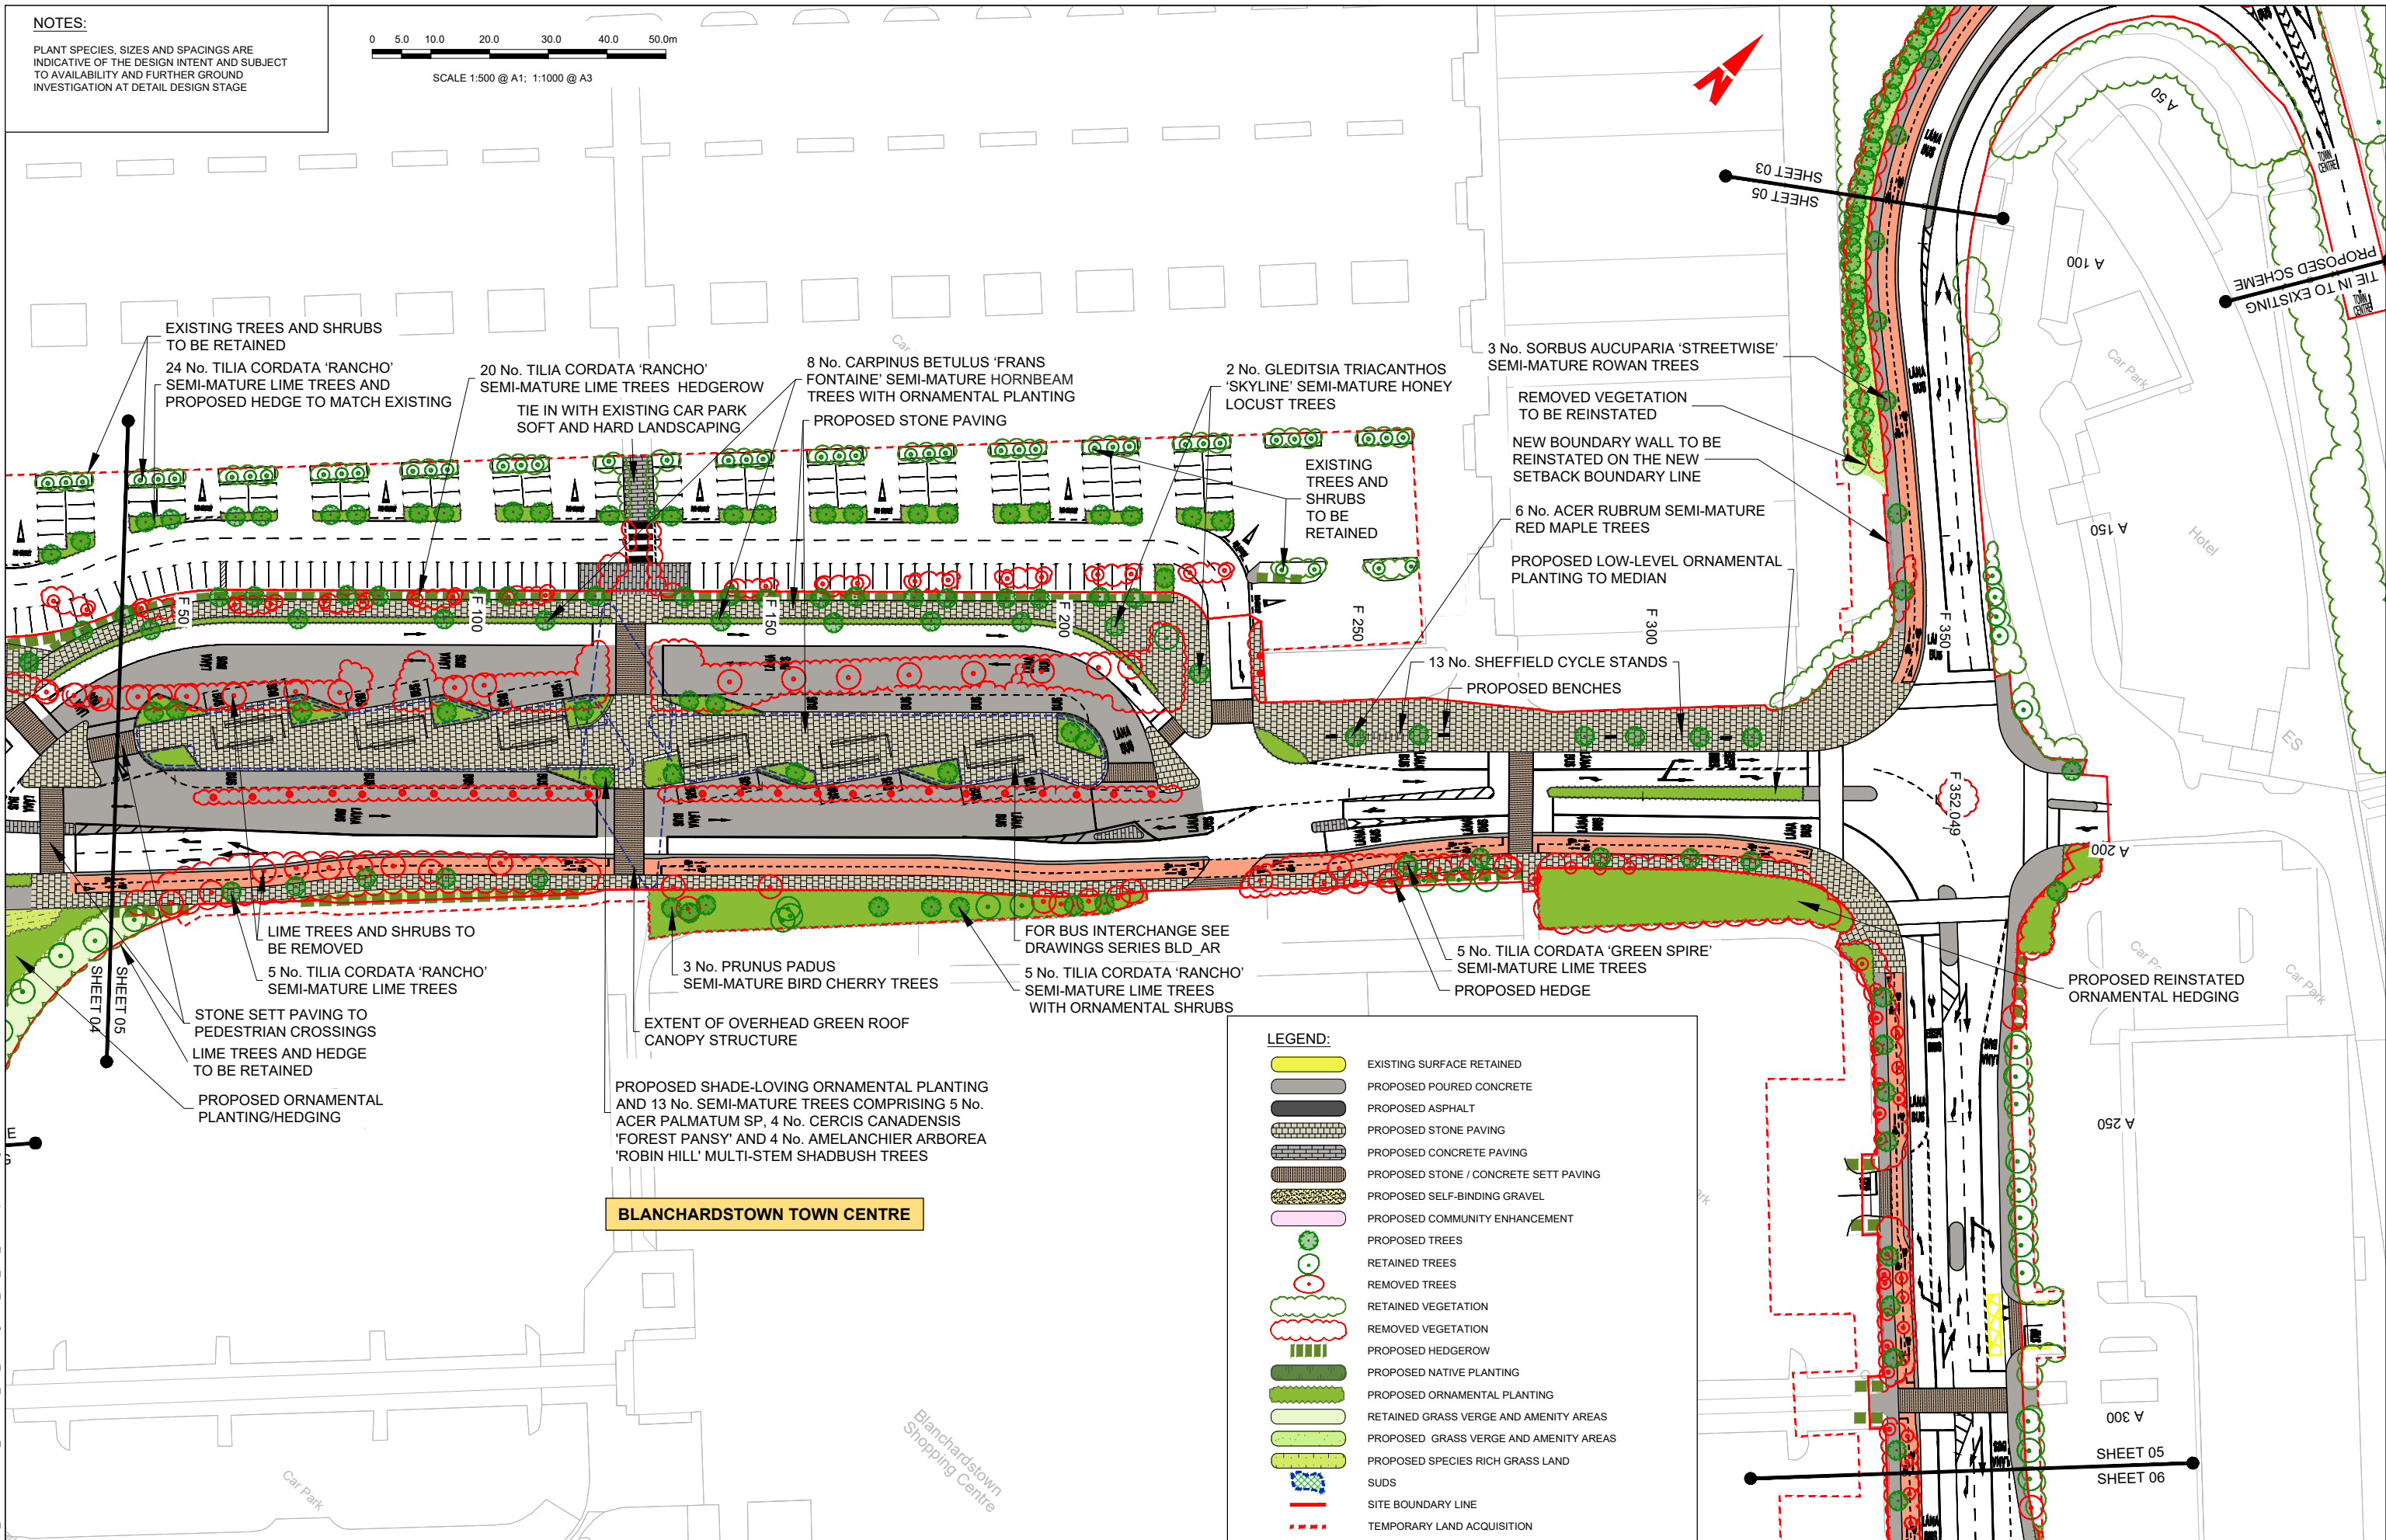 NOTES:
PLANT SPECIES, SIZES AND SPACINGS ARE
INDICATIVE OF THE DESIGN INTENT AND SUBJECT
TO AVAILABILITY AND FURTHER GROUND
INVESTIGATION AT DETAIL DESIGN STAGE
0 5.0 10.0 20.0 30.0 40.0 50.0m
SCALE 1:500 @ A1; 1:1000 @ A3
N
SHEET 03
SHEET 05
A 50
A 100
TOWN
CENTRE
PROPOSED SCHEME
TIE IN TO EXISTING
TOWN
CENTRE
LÁNA
BUS
EXISTING TREES AND SHRUBS
TO BE RETAINED
24 No. TILIA CORDATA ‘RANCHO’
SEMI-MATURE LIME TREES AND
PROPOSED HEDGE TO MATCH EXISTING
20 No. TILIA CORDATA ‘RANCHO’
SEMI-MATURE LIME TREES HEDGEROW
TIE IN WITH EXISTING CAR PARK
SOFT AND HARD LANDSCAPING
8 No. CARPINUS BETULUS ‘FRANS
FONTAINE’ SEMI-MATURE HORNBEAM
TREES WITH ORNAMENTAL PLANTING
PROPOSED STONE PAVING
2 No. GLEDITSIA TRIACANTHOS
‘SKYLINE’ SEMI-MATURE HONEY
LOCUST TREES
EXISTING
TREES AND
SHRUBS
TO BE
RETAINED
3 No. SORBUS AUCUPARIA ‘STREETWISE’
SEMI-MATURE ROWAN TREES
REMOVED VEGETATION
TO BE REINSTATED
NEW BOUNDARY WALL TO BE
REINSTATED ON THE NEW
SETBACK BOUNDARY LINE
6 No. ACER RUBRUM SEMI-MATURE
RED MAPLE TREES
PROPOSED LOW-LEVEL ORNAMENTAL
PLANTING TO MEDIAN
Car Park
A 150
Hotel
F 50
F 100
F 150
F 200
F 250
F 300
F 350
13 No. SHEFFIELD CYCLE STANDS
PROPOSED BENCHES
ES
LÁNA
BUS
F 352.049
A 200
LIME TREES AND SHRUBS TO
BE REMOVED
5 No. TILIA CORDATA ‘RANCHO’
SEMI-MATURE LIME TREES
SHEET 04
SHEET 05
STONE SETT PAVING TO
PEDESTRIAN CROSSINGS
LIME TREES AND HEDGE
TO BE RETAINED
PROPOSED ORNAMENTAL
PLANTING/HEDGING
3 No. PRUNUS PADUS
SEMI-MATURE BIRD CHERRY TREES
EXTENT OF OVERHEAD GREEN ROOF
CANOPY STRUCTURE
FOR BUS INTERCHANGE SEE
DRAWINGS SERIES BLD_AR
5 No. TILIA CORDATA ‘RANCHO’
SEMI-MATURE LIME TREES
WITH ORNAMENTAL SHRUBS
5 No. TILIA CORDATA ‘GREEN SPIRE’
SEMI-MATURE LIME TREES
PROPOSED HEDGE
PROPOSED REINSTATED
ORNAMENTAL HEDGING
Car Park
PROPOSED SHADE-LOVING ORNAMENTAL PLANTING
AND 13 No. SEMI-MATURE TREES COMPRISING 5 No.
ACER PALMATUM SP, 4 No. CERCIS CANADENSIS
'FOREST PANSY' AND 4 No. AMELANCHIER ARBOREA
'ROBIN HILL' MULTI-STEM SHADBUSH TREES
BLANCHARDSTOWN TOWN CENTRE
LEGEND:
EXISTING SURFACE RETAINED
PROPOSED POURED CONCRETE
PROPOSED ASPHALT
PROPOSED STONE PAVING
PROPOSED CONCRETE PAVING
PROPOSED STONE / CONCRETE SETT PAVING
PROPOSED SELF-BINDING GRAVEL
PROPOSED COMMUNITY ENHANCEMENT
PROPOSED TREES
RETAINED TREES
REMOVED TREES
RETAINED VEGETATION
REMOVED VEGETATION
PROPOSED HEDGEROW
PROPOSED NATIVE PLANTING
PROPOSED ORNAMENTAL PLANTING
RETAINED GRASS VERGE AND AMENITY AREAS
PROPOSED GRASS VERGE AND AMENITY AREAS
PROPOSED SPECIES RICH GRASS LAND
SUDS
SITE BOUNDARY LINE
TEMPORARY LAND ACQUISITION
A 250
A 300
SHEET 05
SHEET 06
Blanchardstown
Shopping Centre
Car Park